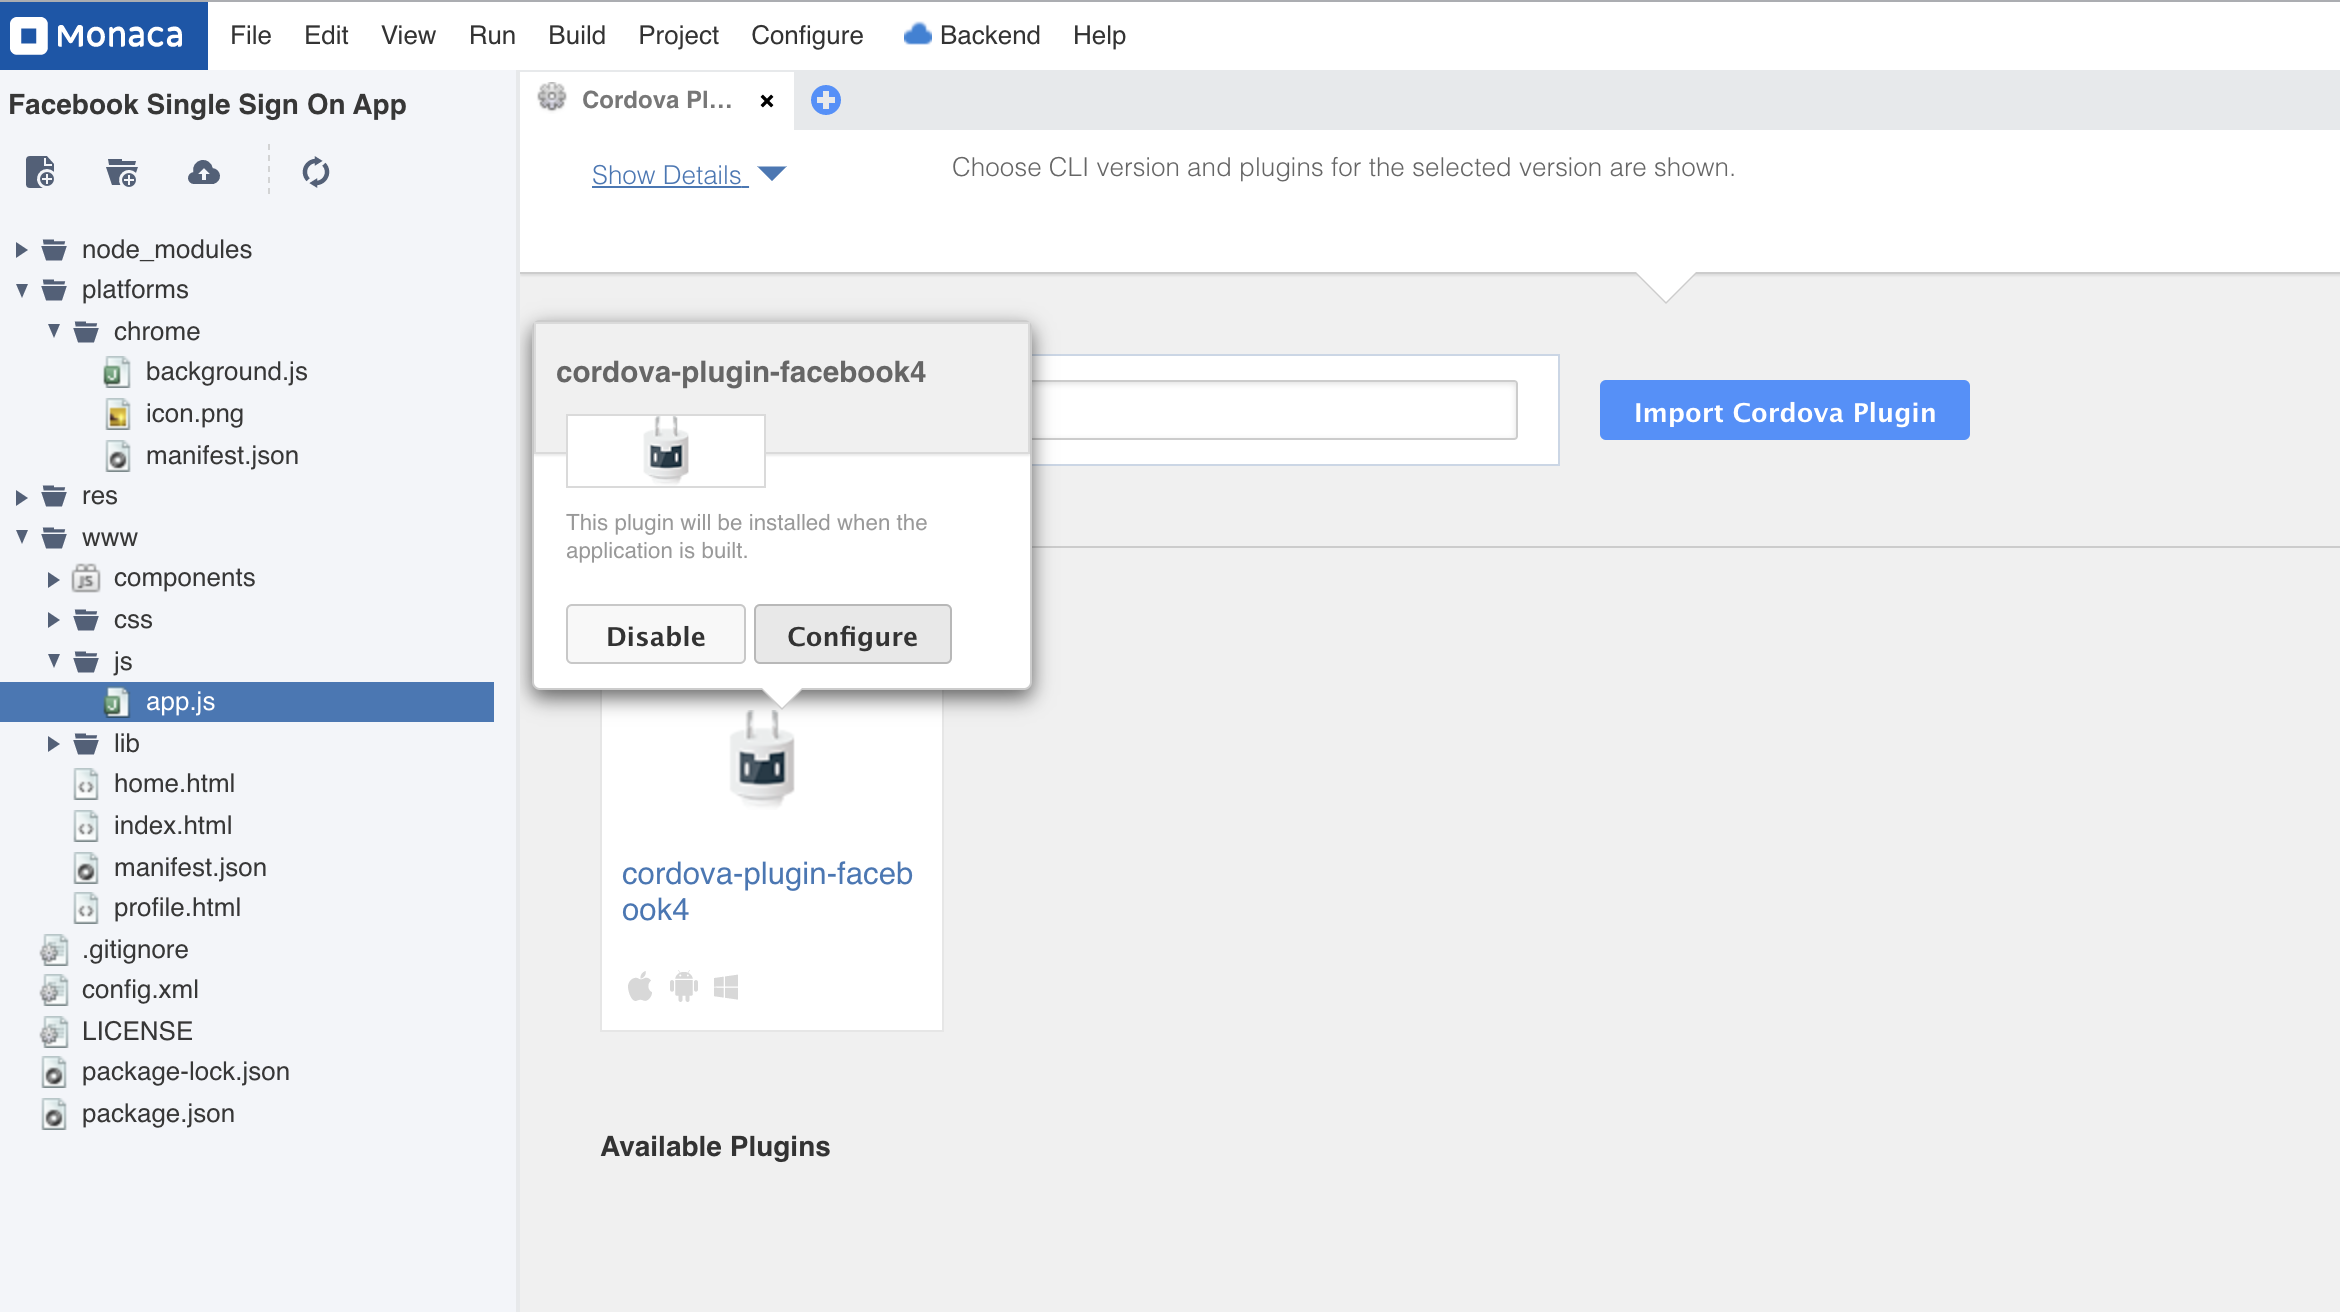 Monaca
File Edit View Run Build Project Configure Backend Help
Facebook Single Sign On App
Cordova Pl...
Show Details
Choose CLI version and plugins for the selected version are shown.
node_modules
platforms
chrome
background.js
icon.png
manifest.json
res
www
components
css
js
app.js
lib
home.html
index.html
manifest.json
profile.html
.gitignore
config.xml
LICENSE
package-lock.json
package.json
cordova-plugin-facebook4
This plugin will be installed when the
application is built.
Disable Configure
Import Cordova Plugin
cordova-plugin-faceb
ook4
Available Plugins